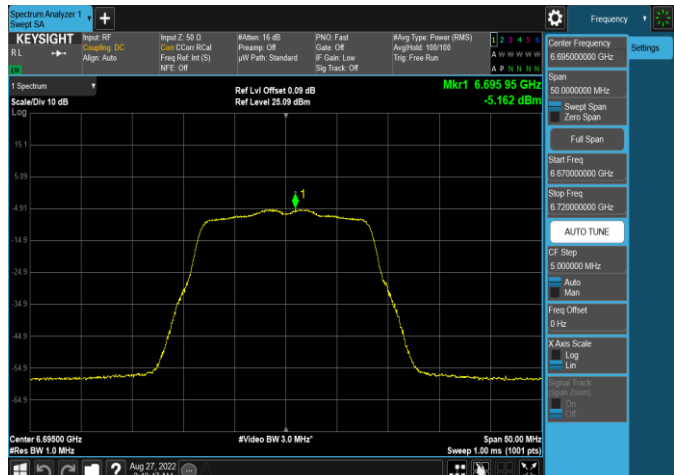 Spectrum Analyzer 1
Swept SA
+
Frequency
KEYSIGHT
RL
LV
Input: RF
Coupling: DC
Align: Auto
Input Z: 50 Ω
Corr CCorr RCal
Freq Ref: Int (S)
NFE: Off
#Atten: 16 dB
Preamp: Off
µW Path: Standard
PNO: Fast
Gate: Off
IF Gain: Low
Sig Track: Off
#Avg Type: Power (RMS)
Avg|Hold: 100/100
Trig: Free Run
1 2 3 4 5 6
A W W W W W
A P N N N N
1 Spectrum
Scale/Div 10 dB
Log
Ref Lvl Offset 0.09 dB
Ref Level 25.09 dBm
Mkr1 6.695 95 GHz
-5.162 dBm
15.1
5.09
-4.91
-14.9
-24.9
-34.9
-44.9
-54.9
-64.9
1
Center 6.69500 GHz
#Res BW 1.0 MHz
#Video BW 3.0 MHz*
Span 50.00 MHz
Sweep 1.00 ms (1001 pts)
Aug 27, 2022
?
Center Frequency
6.695000000 GHz
Span
50.0000000 MHz
Swept Span
Zero Span
Full Span
Start Freq
6.670000000 GHz
Stop Freq
6.720000000 GHz
AUTO TUNE
CF Step
5.000000 MHz
Auto
Man
Freq Offset
0 Hz
X Axis Scale
Log
Lin
Signal Track
(Span Zoom)
On
Off
Settings